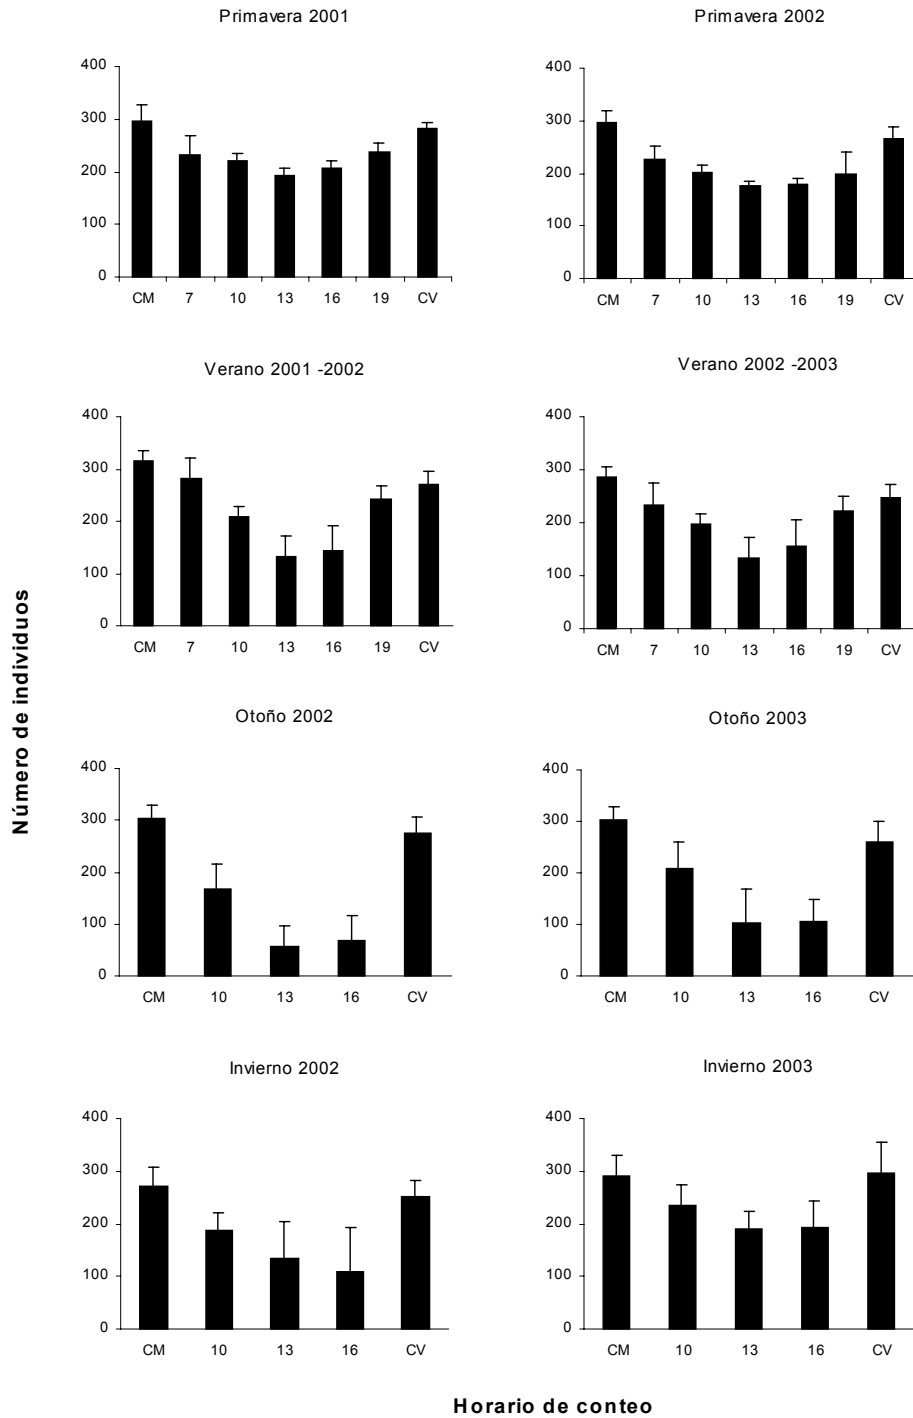 Primavera 2001
400
300
200
100
0
CM 7 10 13 16 19 CV
Primavera 2002
400
300
200
100
0
CM 7 10 13 16 19 CV
Verano 2001 -2002
400
300
200
100
0
CM 7 10 13 16 19 CV
Verano 2002 -2003
400
300
200
100
0
CM 7 10 13 16 19 CV
Número de individuos
Otoño 2002
400
300
200
100
0
CM 10 13 16 CV
Otoño 2003
400
300
200
100
0
CM 10 13 16 CV
Invierno 2002
400
300
200
100
0
CM 10 13 16 CV
Invierno 2003
400
300
200
100
0
CM 10 13 16 CV
Horario de conteo